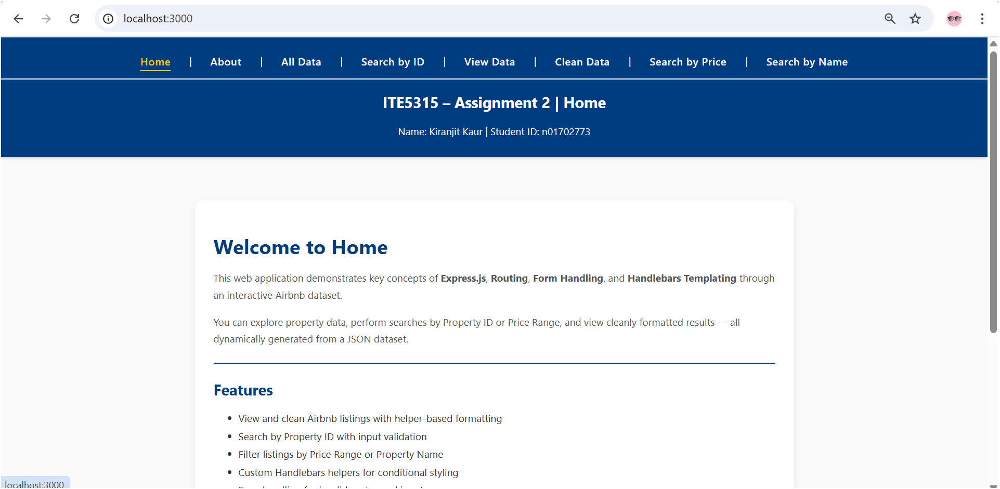 localhost:3000
Home | About | All Data | Search by ID | View Data | Clean Data | Search by Price | Search by Name
ITE5315 – Assignment 2 | Home
Name: Kiranjit Kaur | Student ID: n01702773
Welcome to Home
This web application demonstrates key concepts of Express.js, Routing, Form Handling, and Handlebars Templating through
an interactive Airbnb dataset.
You can explore property data, perform searches by Property ID or Price Range, and view cleanly formatted results — all
dynamically generated from a JSON dataset.
Features
View and clean Airbnb listings with helper-based formatting
Search by Property ID with input validation
Filter listings by Price Range or Property Name
Custom Handlebars helpers for conditional styling
localhost:3000